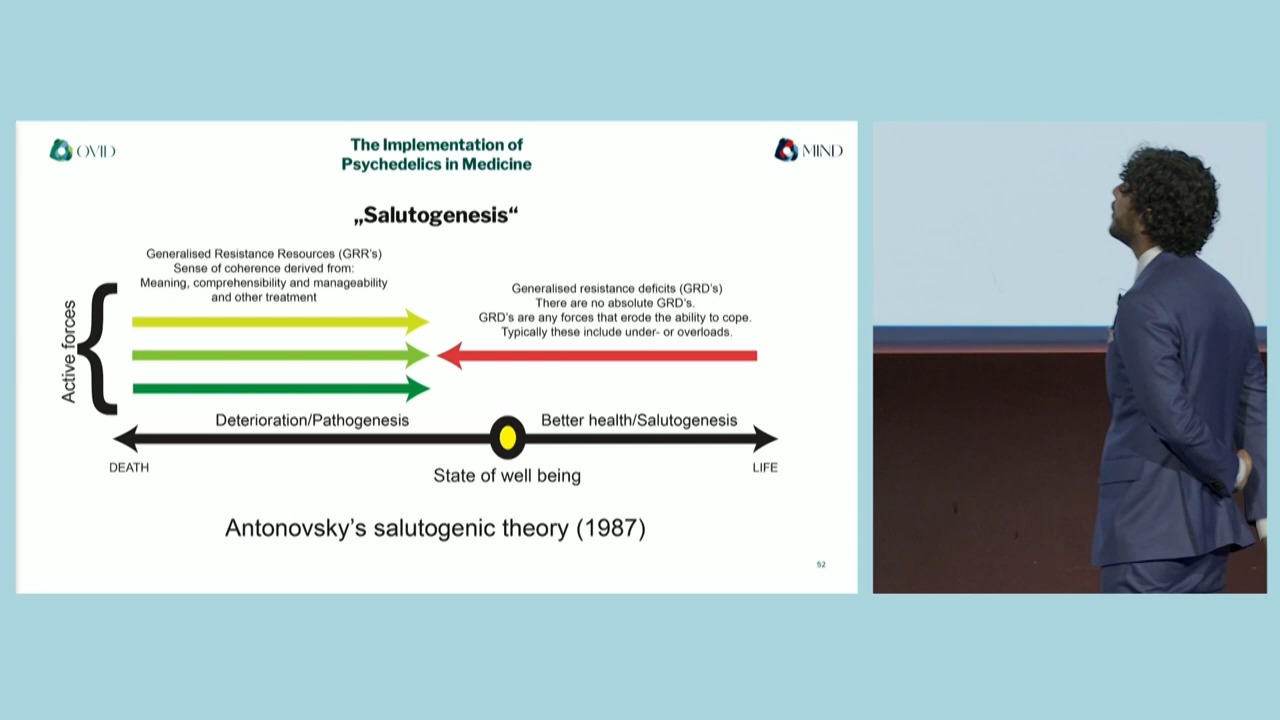 OVID
The Implementation of
Psychedelics in Medicine
MIND
„Salutogenesis“
Generalised Resistance Resources (GRR's)
Sense of coherence derived from:
Meaning, comprehensibility and manageability
and other treatment
Generalised resistance deficits (GRD's)
There are no absolute GRD's.
GRD's are any forces that erode the ability to cope.
Typically these include under- or overloads.
Active forces
Deterioration/Pathogenesis
Better health/Salutogenesis
DEATH
LIFE
State of well being
Antonovsky's salutogenic theory (1987)
52